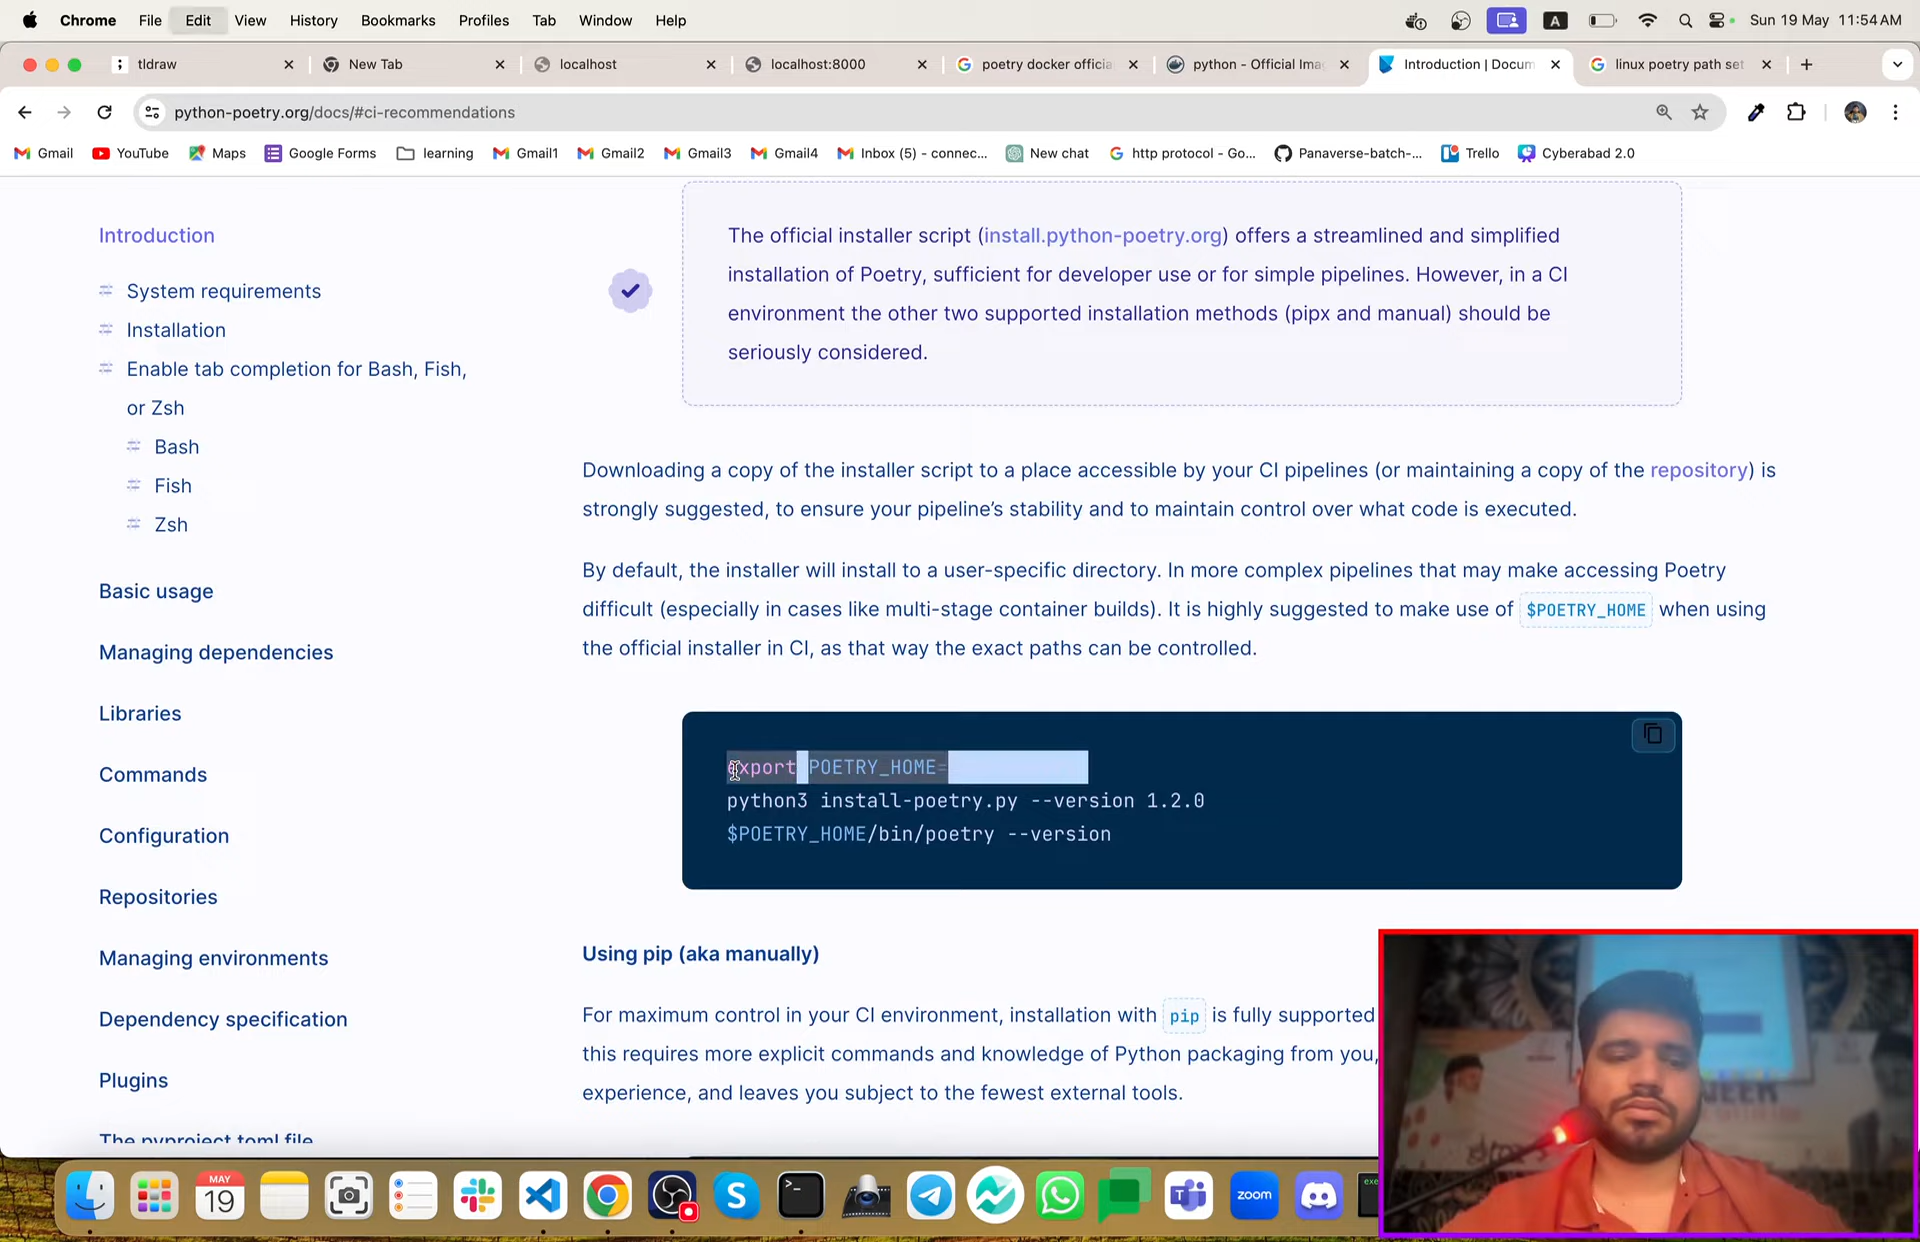 Chrome File Edit View History Bookmarks Profiles Tab Window Help
A Sun 19 May 11:54 AM
tldraw New Tab localhost localhost:8000 poetry docker officia python - Official Ima Introduction | Docum linux poetry path set
python-poetry.org/docs/#ci-recommendations
Gmail YouTube Maps Google Forms learning Gmail1 Gmail2 Gmail3 Gmail4 Inbox (5) - connec... New chat http protocol - Go... Panaverse-batch-... Trello Cyberabad 2.0
Introduction
System requirements
Installation
Enable tab completion for Bash, Fish,
or Zsh
Bash
Fish
Zsh
Basic usage
Managing dependencies
Libraries
Commands
Configuration
Repositories
Managing environments
Dependency specification
Plugins
The pyproject.toml file
The official installer script (install.python-poetry.org) offers a streamlined and simplified
installation of Poetry, sufficient for developer use or for simple pipelines. However, in a CI
environment the other two supported installation methods (pipx and manual) should be
seriously considered.
Downloading a copy of the installer script to a place accessible by your CI pipelines (or maintaining a copy of the repository) is
strongly suggested, to ensure your pipeline’s stability and to maintain control over what code is executed.
By default, the installer will install to a user-specific directory. In more complex pipelines that may make accessing Poetry
difficult (especially in cases like multi-stage container builds). It is highly suggested to make use of $POETRY_HOME when using
the official installer in CI, as that way the exact paths can be controlled.
export POETRY_HOME=
python3 install-poetry.py --version 1.2.0
$POETRY_HOME/bin/poetry --version
Using pip (aka manually)
For maximum control in your CI environment, installation with pip is fully supported
this requires more explicit commands and knowledge of Python packaging from you,
experience, and leaves you subject to the fewest external tools.
MAY
19
zoom